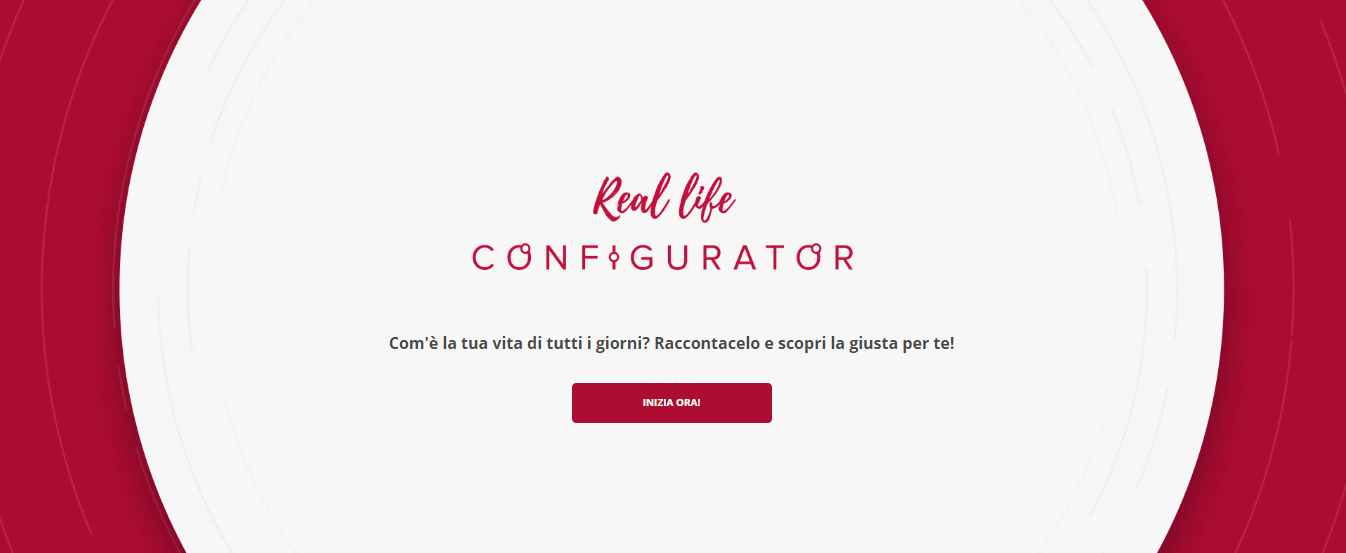 Real life
CONFIGURATOR
Com'è la tua vita di tutti i giorni? Raccontacelo e scopri la giusta per te!
INIZIA ORA!